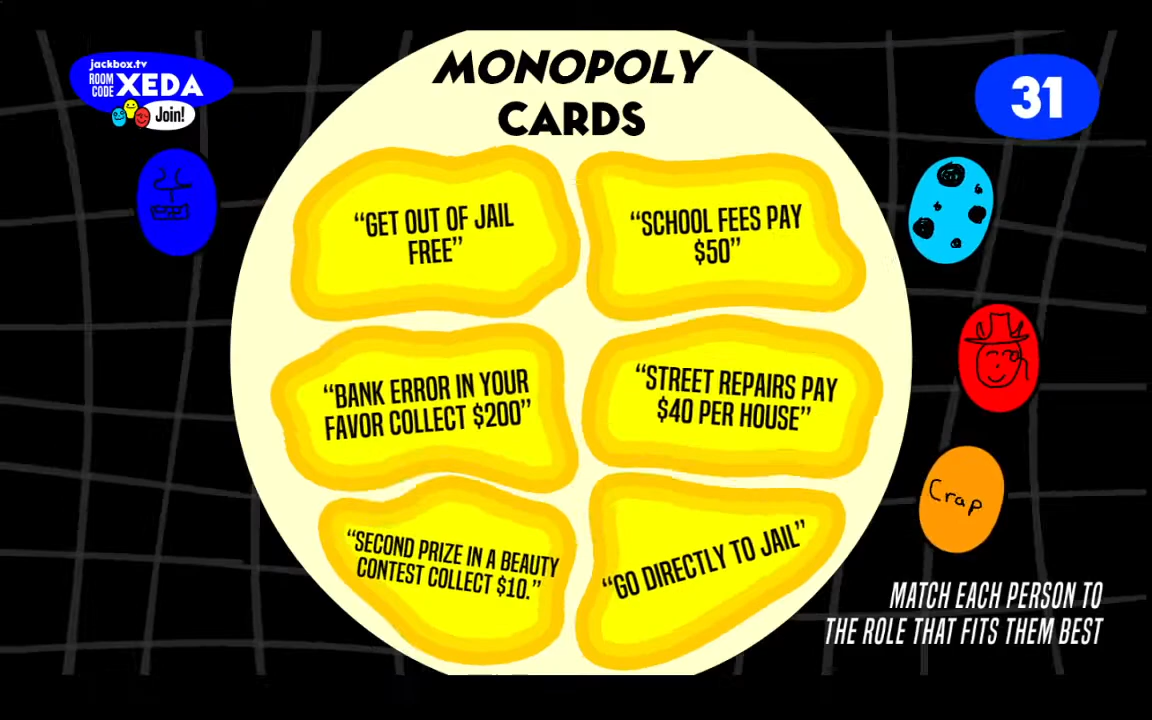 jackbox.tv
ROOM
CODE
XEDA
Join!
MONOPOLY
CARDS
31
“GET OUT OF JAIL
FREE”
“SCHOOL FEES PAY
$50”
“BANK ERROR IN YOUR
FAVOR COLLECT $200”
“STREET REPAIRS PAY
$40 PER HOUSE”
“SECOND PRIZE IN A BEAUTY
CONTEST COLLECT $10.”
“GO DIRECTLY TO JAIL”
Crap
MATCH EACH PERSON TO
THE ROLE THAT FITS THEM BEST